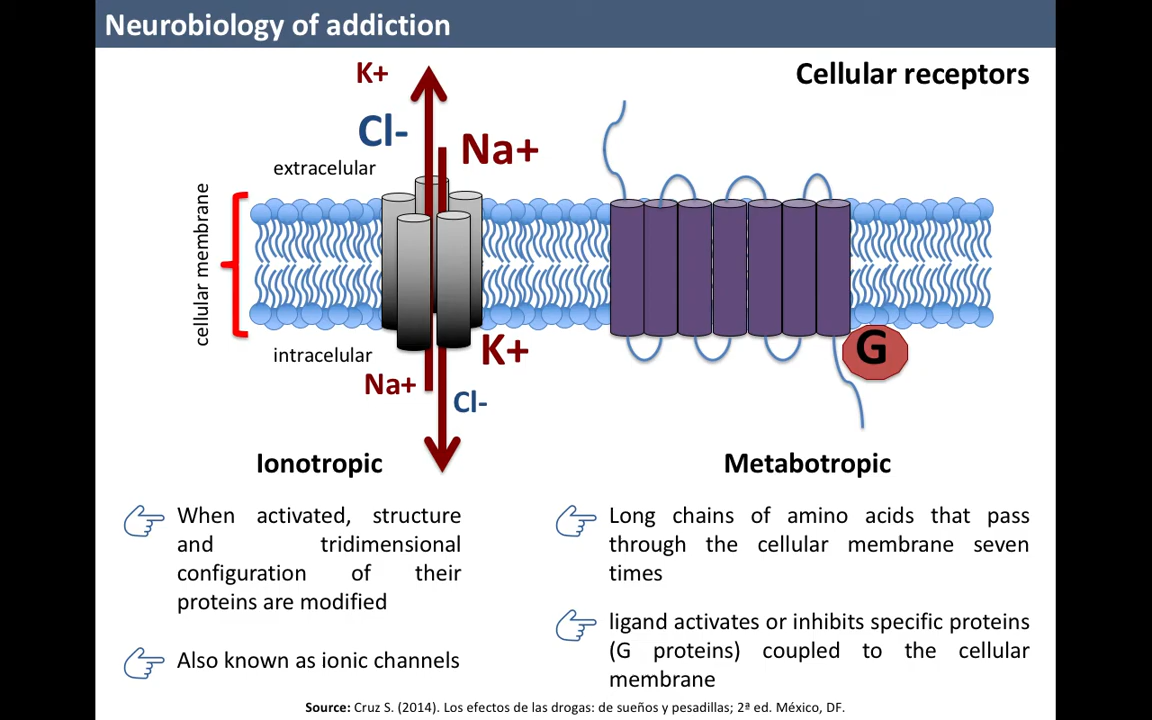 Neurobiology of addiction
Cellular receptors
K+
Cl-
Na+
extracelular
cellular membrane
intracelular
K+
Na+
Cl-
G
Ionotropic
When activated, structure
and tridimensional
configuration of their
proteins are modified
Also known as ionic channels
Metabotropic
Long chains of amino acids that pass
through the cellular membrane seven
times
ligand activates or inhibits specific proteins
(G proteins) coupled to the cellular
membrane
Source: Cruz S. (2014). Los efectos de las drogas: de sueños y pesadillas; 2ª ed. México, DF.